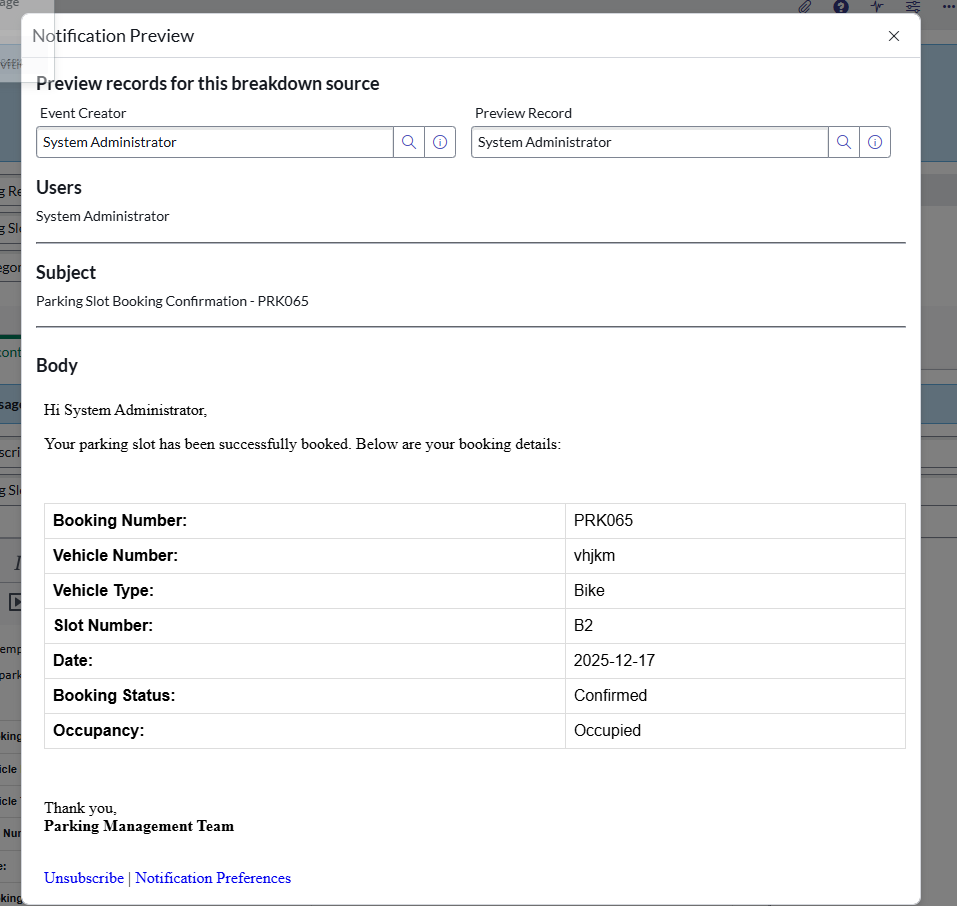 Notification Preview
Preview records for this breakdown source
Event Creator
Preview Record
System Administrator
System Administrator
Users
System Administrator
Subject
Parking Slot Booking Confirmation - PRK065
Body
Hi System Administrator,
Your parking slot has been successfully booked. Below are your booking details:
Booking Number: PRK065
Vehicle Number: vhjkm
Vehicle Type: Bike
Slot Number: B2
Date: 2025-12-17
Booking Status: Confirmed
Occupancy: Occupied
Thank you,
Parking Management Team
Unsubscribe | Notification Preferences